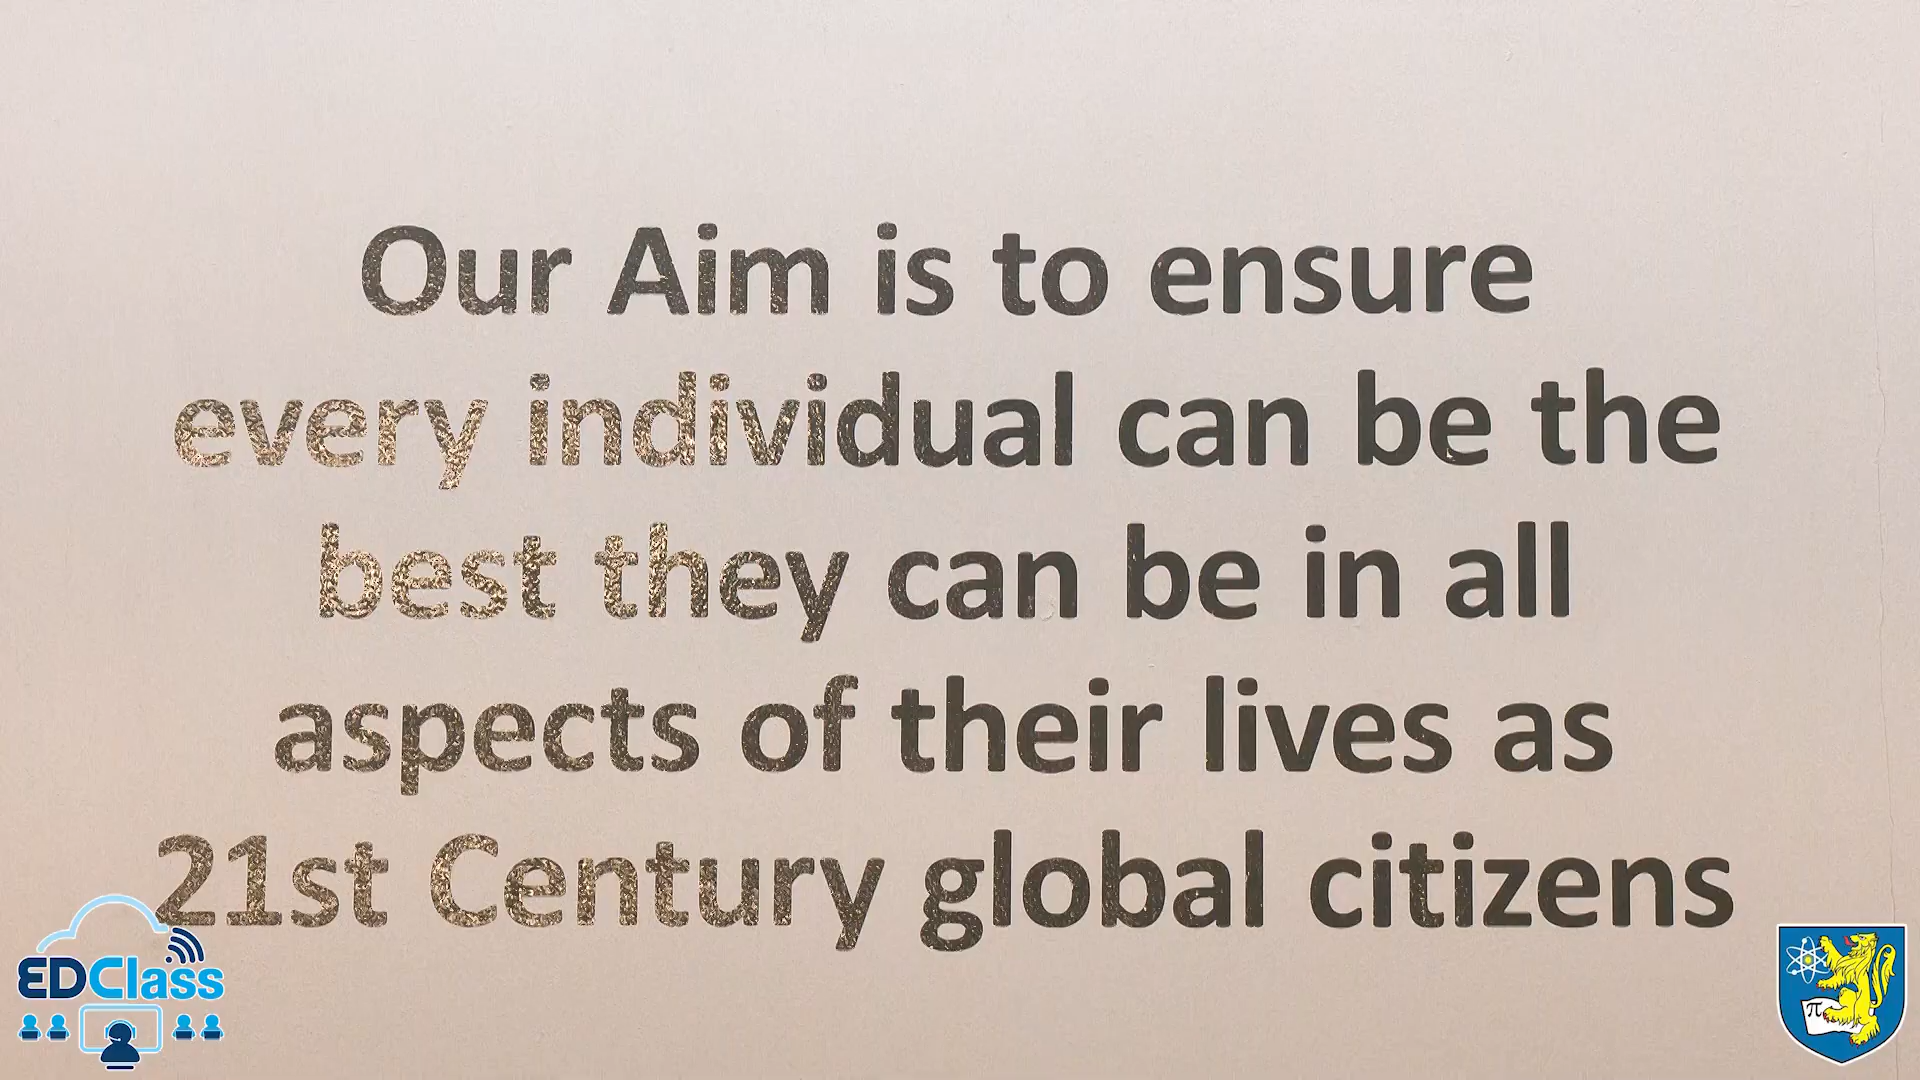 Our Aim is to ensure
every individual can be the
best they can be in all
aspects of their lives as
21st Century global citizens
EDClass
π